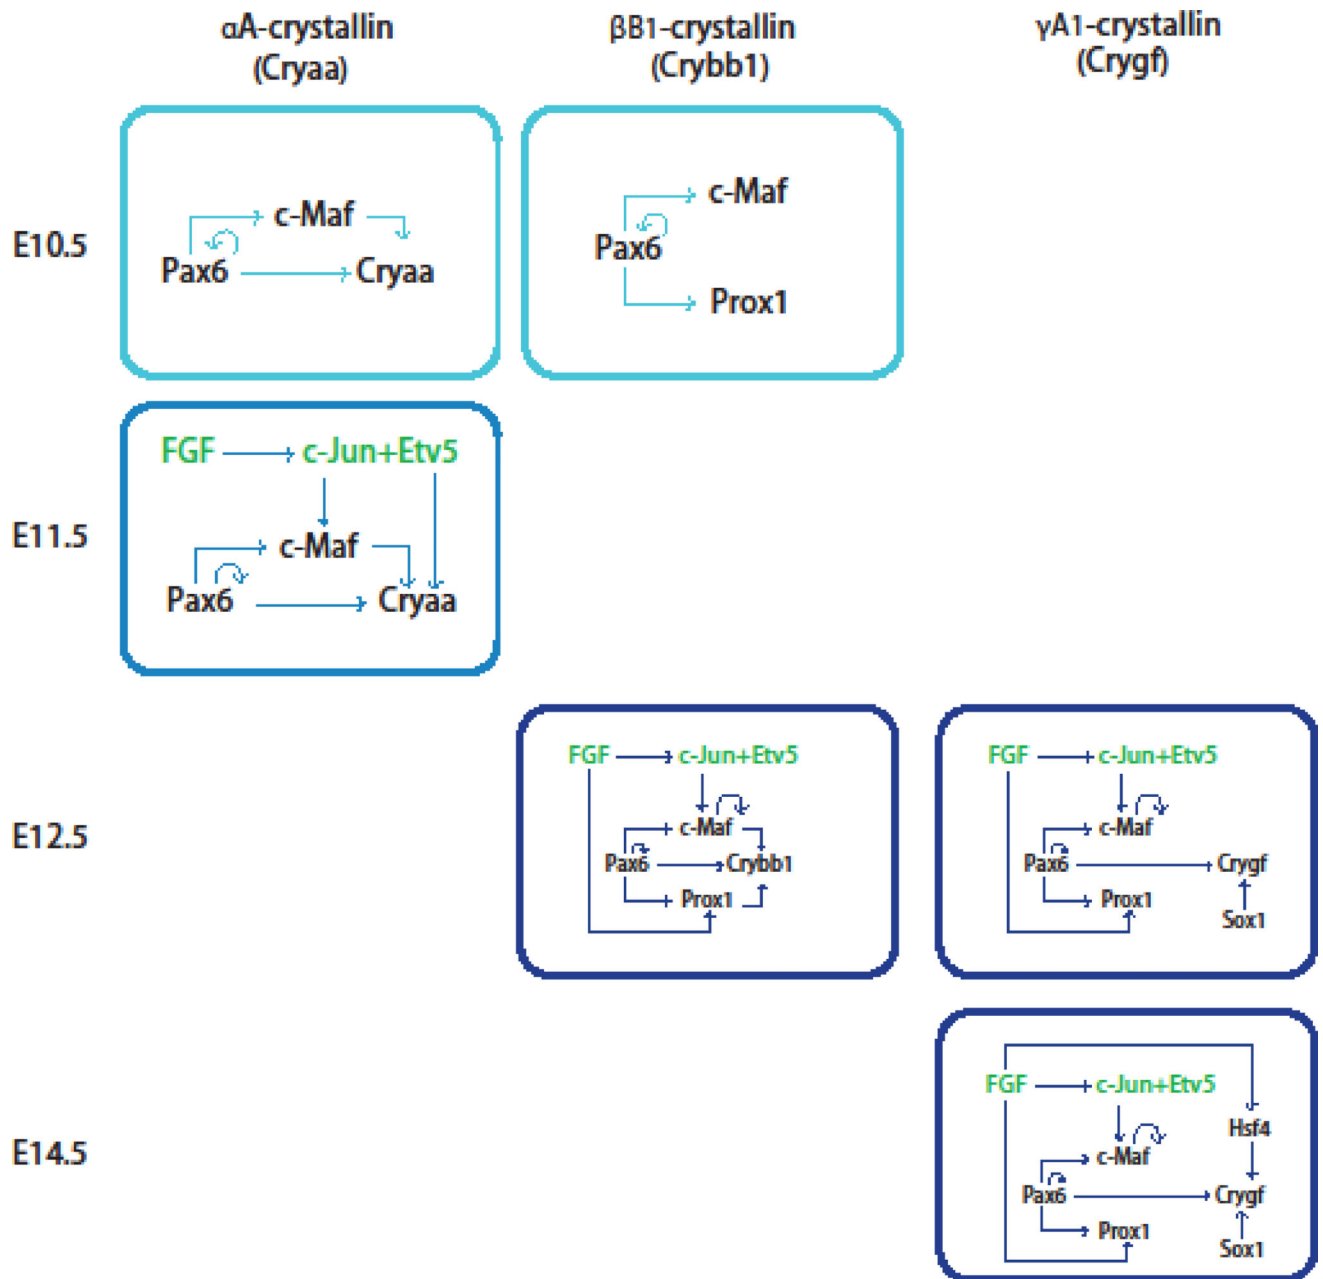 αA-crystallin
(Cryaa)
βB1-crystallin
(Crybb1)
γA1-crystallin
(Crygf)
E10.5
c-Maf
Pax6
Cryaa
c-Maf
Pax6
Prox1
E11.5
FGF
c-Jun+Etv5
c-Maf
Pax6
Cryaa
E12.5
FGF
c-Jun+Etv5
c-Maf
Pax6
Crybb1
Prox1
FGF
c-Jun+Etv5
c-Maf
Pax6
Crygf
Prox1
Sox1
E14.5
FGF
c-Jun+Etv5
Hsf4
c-Maf
Pax6
Crygf
Prox1
Sox1